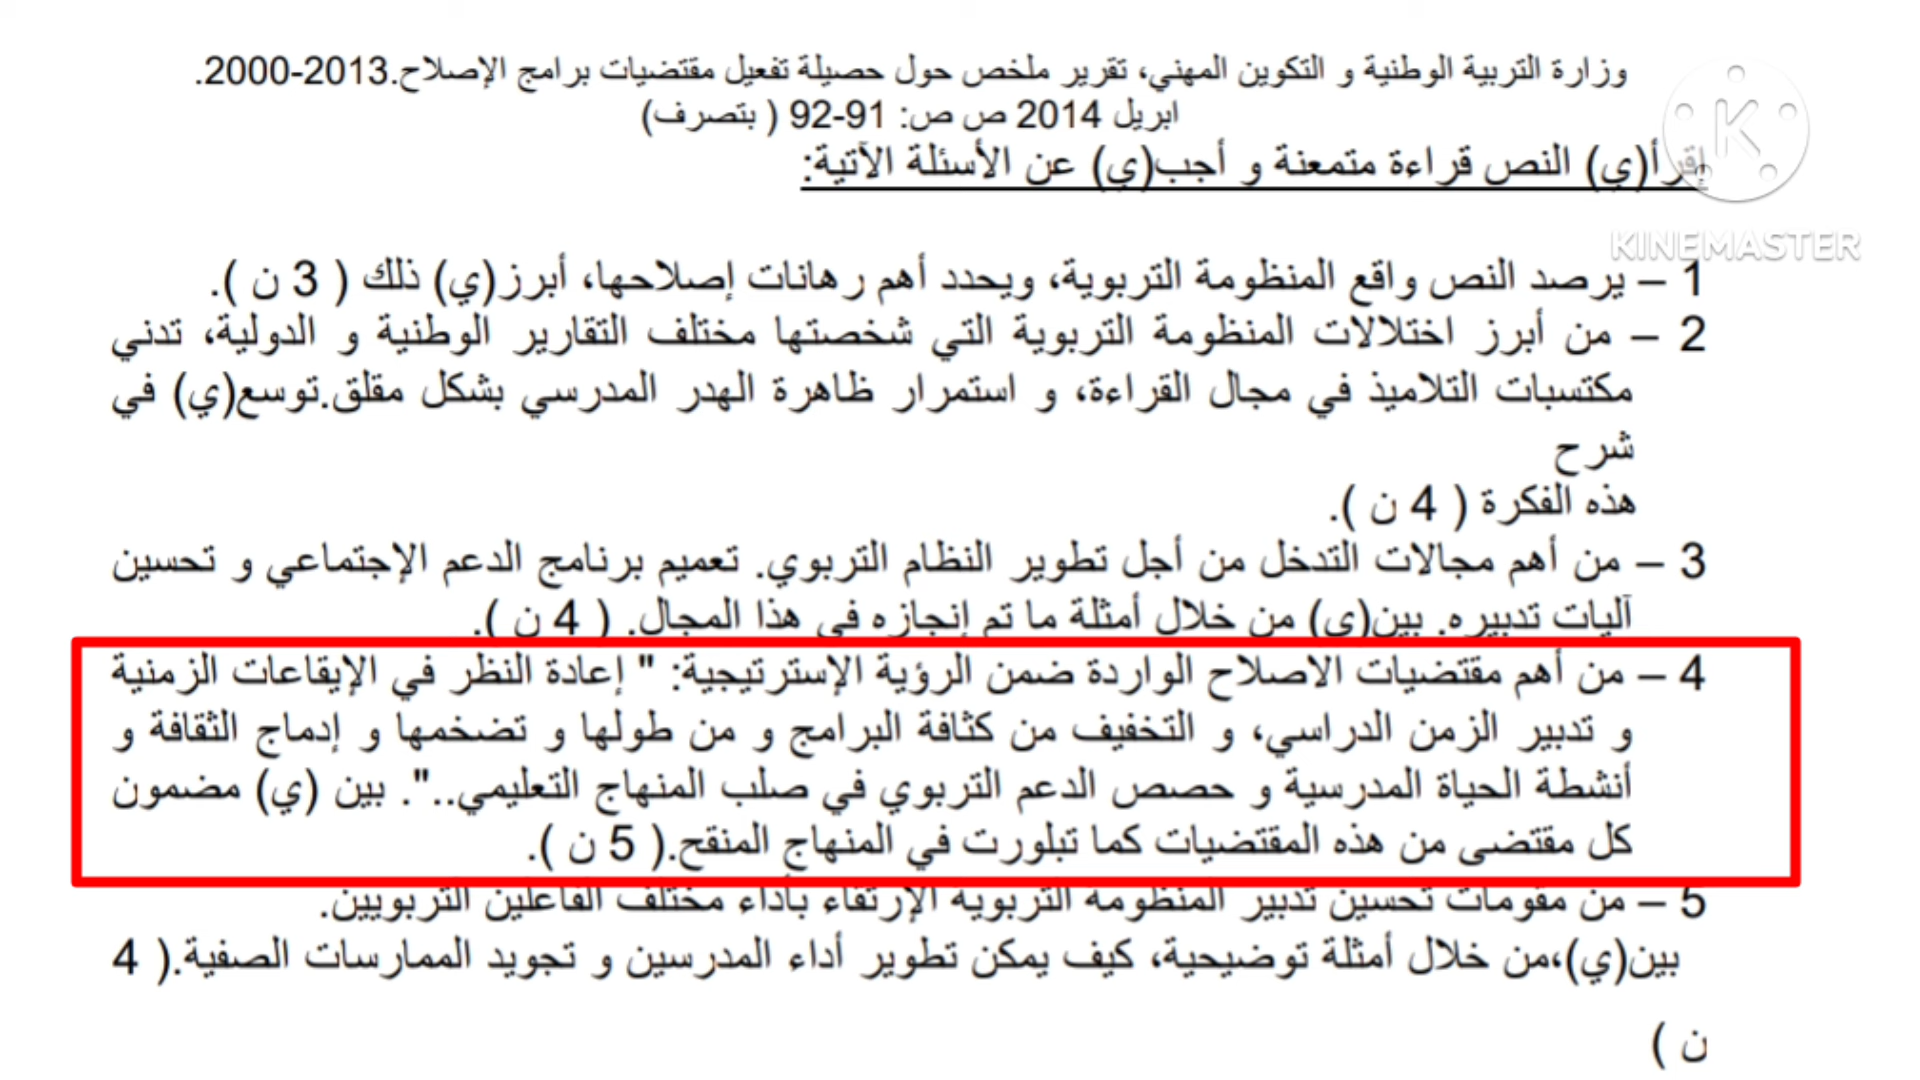 وزارة التربية الوطنية و التكوين المهني، تقرير ملخص حول حصيلة تفعيل مقتضيات برامج الإصلاح.2013-2000.
ابريل 2014 ص ص: 91-92 ( بتصرف)
إقرأ(ي) النص قراءة متمعنة و أجب(ي) عن الأسئلة الآتية:
KINEMASTER
1 – يرصد النص واقع المنظومة التربوية، ويحدد أهم رهانات إصلاحها، أبرز(ي) ذلك ( 3 ن ).
2 – من أبرز اختلالات المنظومة التربوية التي شخصتها مختلف التقارير الوطنية و الدولية، تدني
مكتسبات التلاميذ في مجال القراءة، و استمرار ظاهرة الهدر المدرسي بشكل مقلق.توسع(ي) في
شرح
هذه الفكرة ( 4 ن ).
3 – من أهم مجالات التدخل من أجل تطوير النظام التربوي. تعميم برنامج الدعم الإجتماعي و تحسين
آليات تدبيره. بين(ي) من خلال أمثلة ما تم إنجازه في هذا المجال. ( 4 ن ).
4 – من أهم مقتضيات الاصلاح الواردة ضمن الرؤية الإسترتيجية: " إعادة النظر في الإيقاعات الزمنية
و تدبير الزمن الدراسي، و التخفيف من كثافة البرامج و من طولها و تضخمها و إدماج الثقافة و
أنشطة الحياة المدرسية و حصص الدعم التربوي في صلب المنهاج التعليمي..". بين (ي) مضمون
كل مقتضى من هذه المقتضيات كما تبلورت في المنهاج المنقح.( 5 ن ).
5 – من مقومات تحسين تدبير المنظومة التربوية الإرتقاء بأداء مختلف الفاعلين التربويين.
بين(ي)،من خلال أمثلة توضيحية، كيف يمكن تطوير أداء المدرسين و تجويد الممارسات الصفية.( 4
ن )